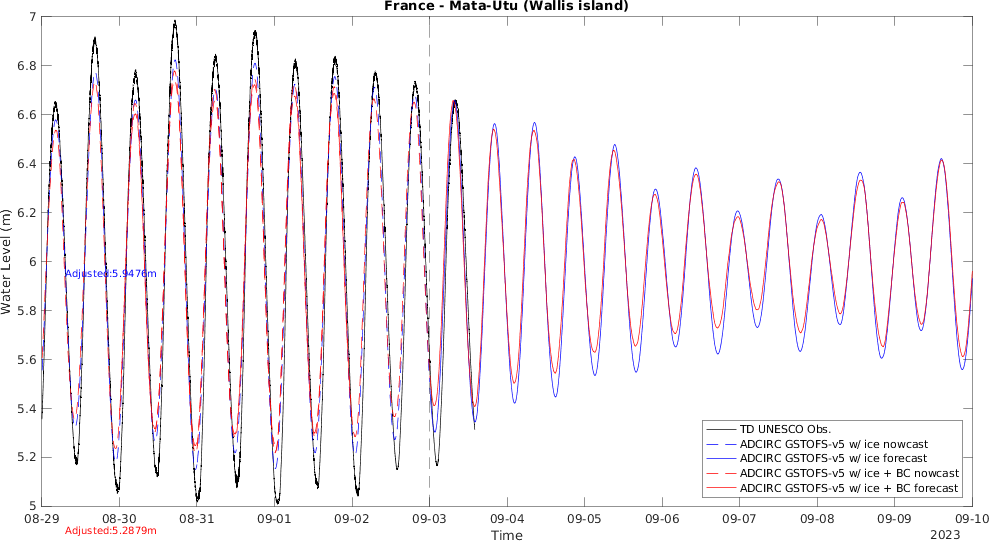 France - Mata-Utu (Wallis island)
7
6.8
6.6
6.4
6.2
6
5.8
5.6
5.4
5.2
5
Water Level (m)
Adjusted:5.9476m
Adjusted:5.2879m
TD UNESCO Obs.
ADCIRC GSTOFS-v5 w/ ice nowcast
ADCIRC GSTOFS-v5 w/ ice forecast
ADCIRC GSTOFS-v5 w/ ice + BC nowcast
ADCIRC GSTOFS-v5 w/ ice + BC forecast
08-29 08-30 08-31 09-01 09-02 09-03 09-04 09-05 09-06 09-07 09-08 09-09 09-10
Time
2023